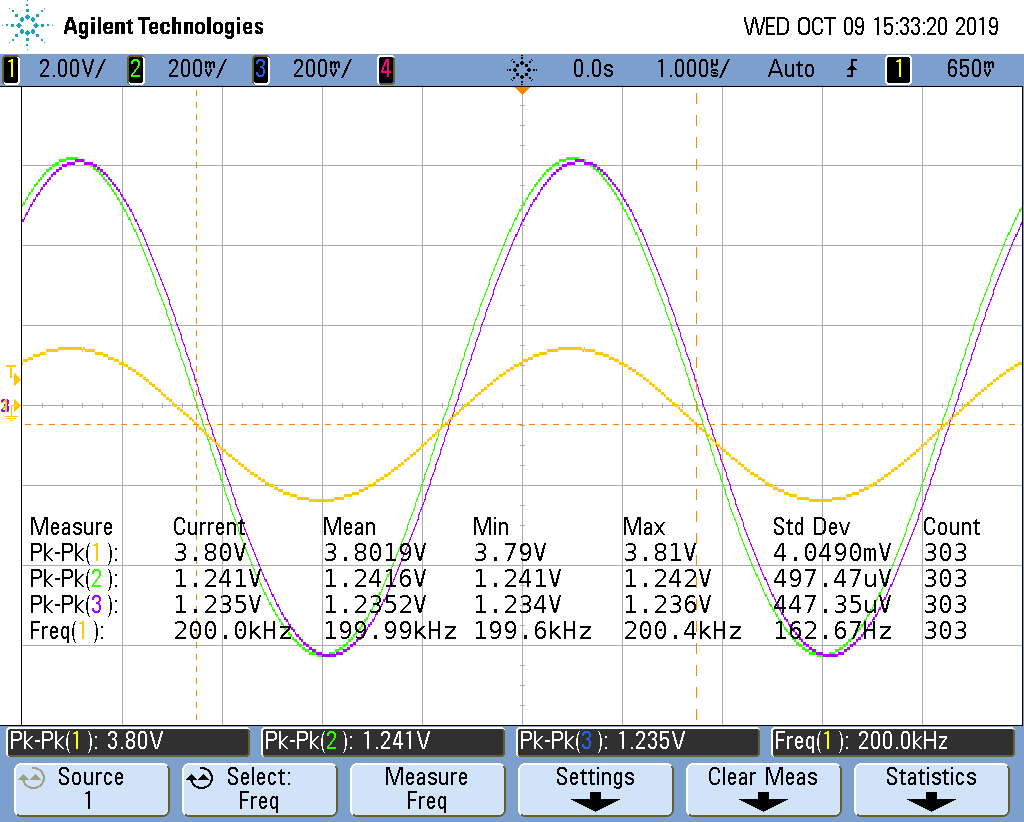 Agilent Technologies WED OCT 09 15:33:20 2019
1 2.00V/ 2 200mV/ 3 200mV/ 4 0.0s 1.000us/ Auto 1 650mV
T
3
Measure Current Mean Min Max Std Dev Count
Pk-Pk(1): 3.80V 3.8019V 3.79V 3.81V 4.0490mV 303
Pk-Pk(2): 1.241V 1.2416V 1.241V 1.242V 497.47uV 303
Pk-Pk(3): 1.235V 1.2352V 1.234V 1.236V 447.35uV 303
Freq(1): 200.0kHz 199.99kHz 199.6kHz 200.4kHz 162.67Hz 303
Pk-Pk(1): 3.80V Pk-Pk(2): 1.241V Pk-Pk(3): 1.235V Freq(1): 200.0kHz
Source Select: Measure Settings Clear Meas Statistics
1 Freq Freq